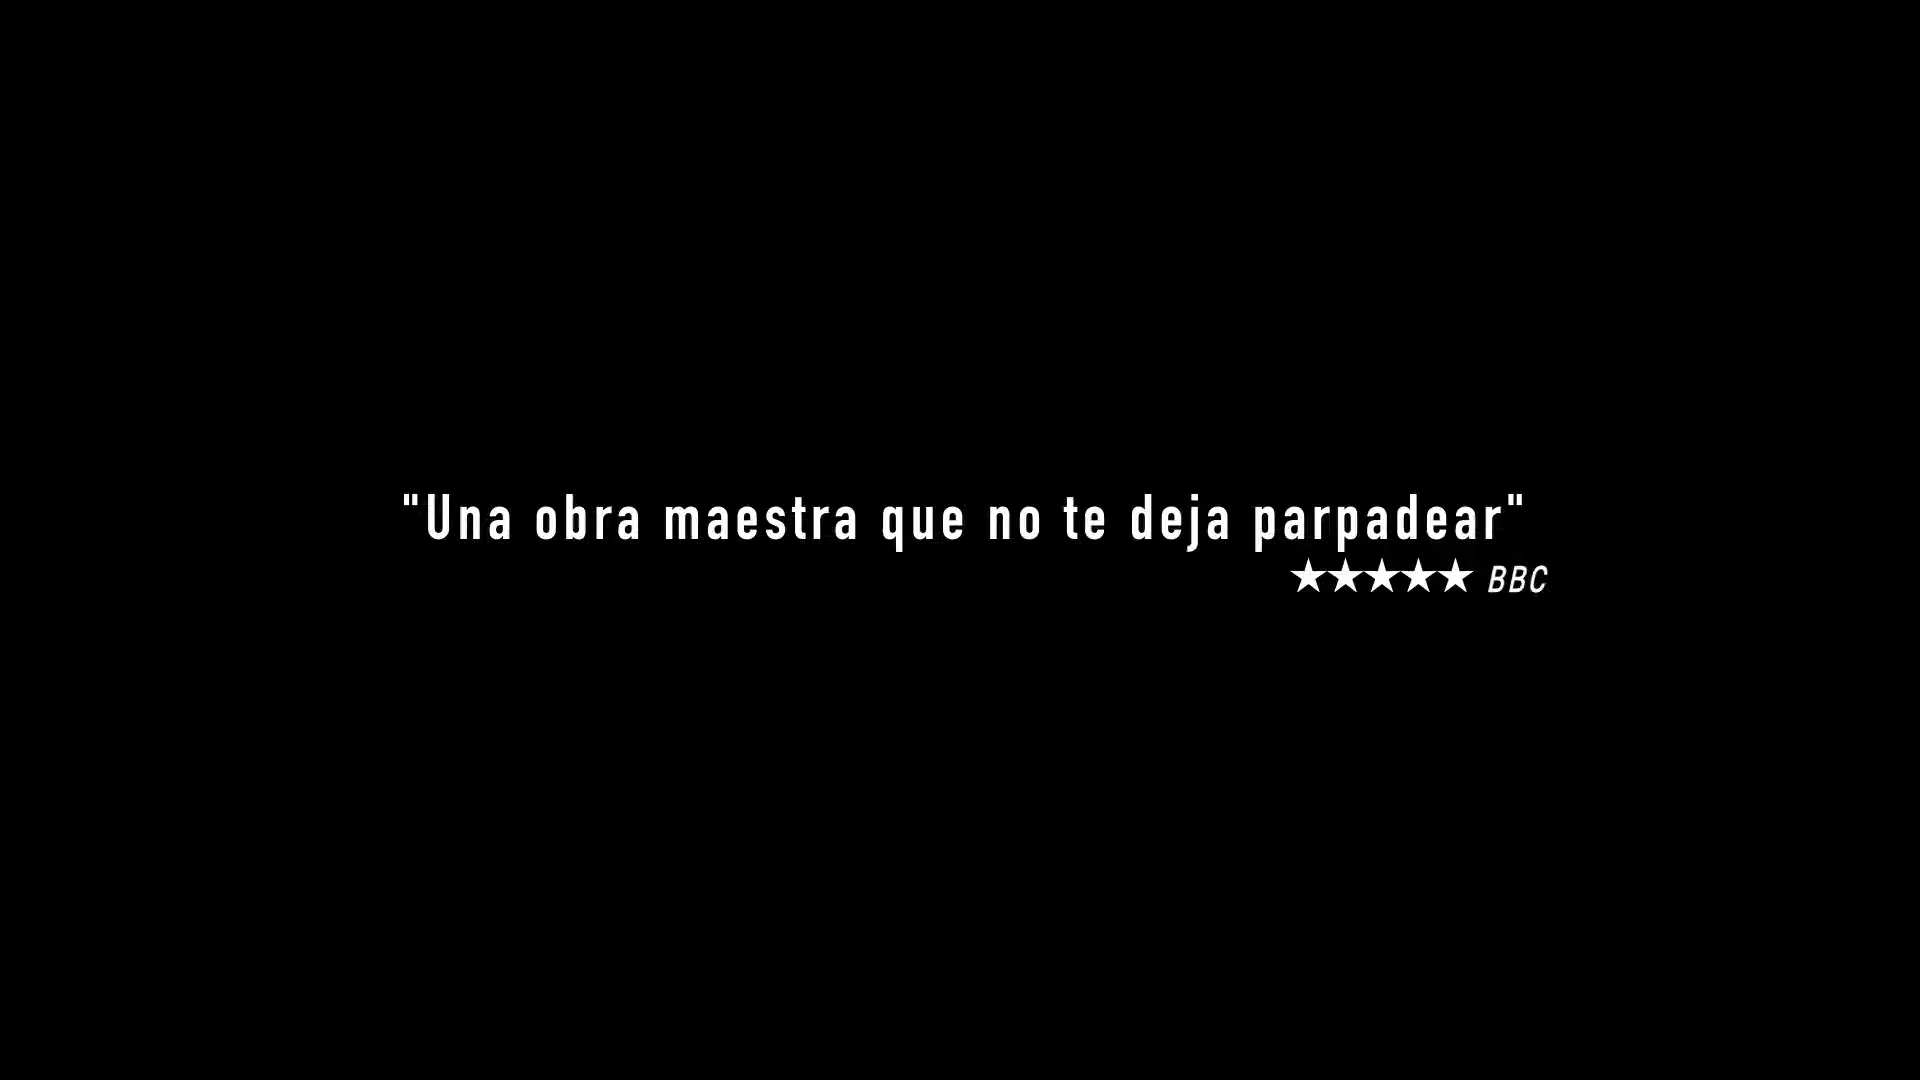 "Una obra maestra que no te deja parpadear"
★★★★★ BBC